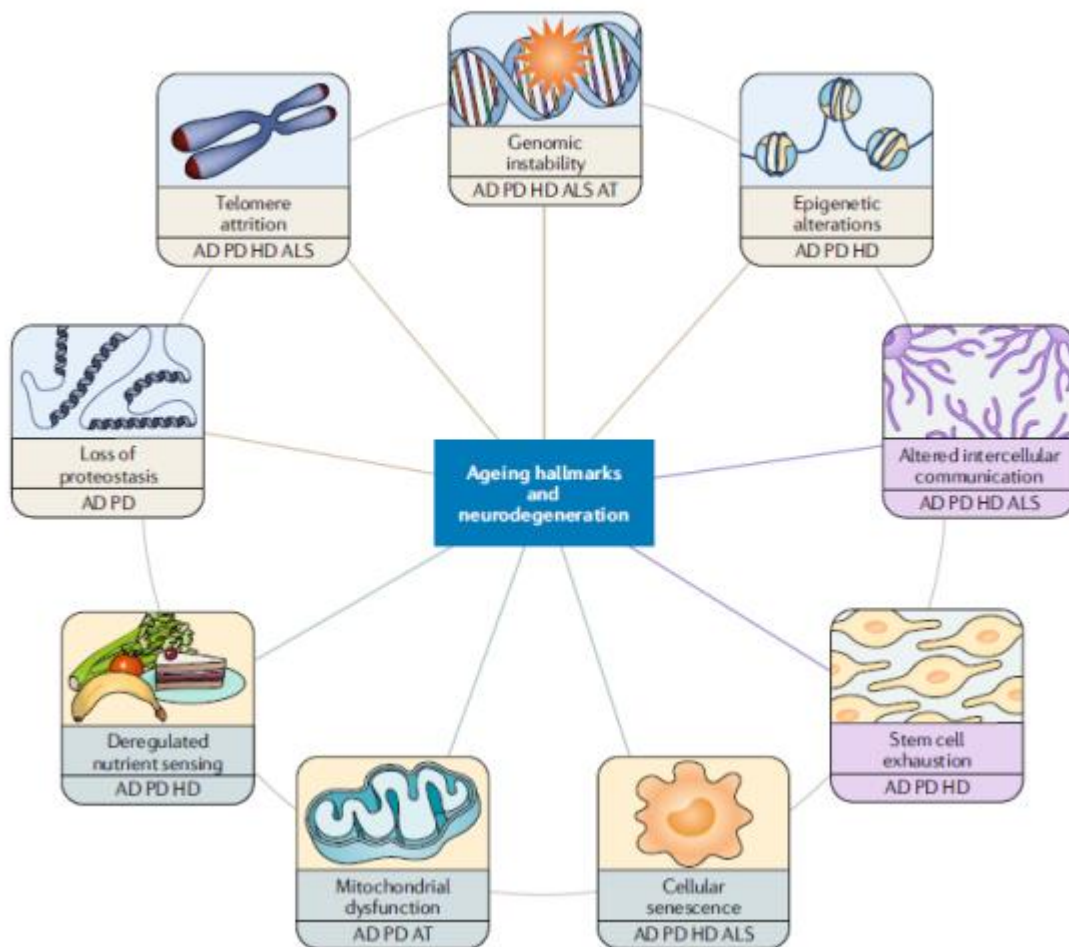 Genomic
instability
AD PD HD ALS AT
Telomere
attrition
AD PD HD ALS
Epigenetic
alterations
AD PD HD
Loss of
proteostasis
AD PD
Ageing hallmarks
and
neurodegeneration
Altered intercellular
communication
AD PD HD ALS
Deregulated
nutrient sensing
AD PD HD
Stem cell
exhaustion
AD PD HD
Mitochondrial
dysfunction
AD PD AT
Cellular
senescence
AD PD HD ALS